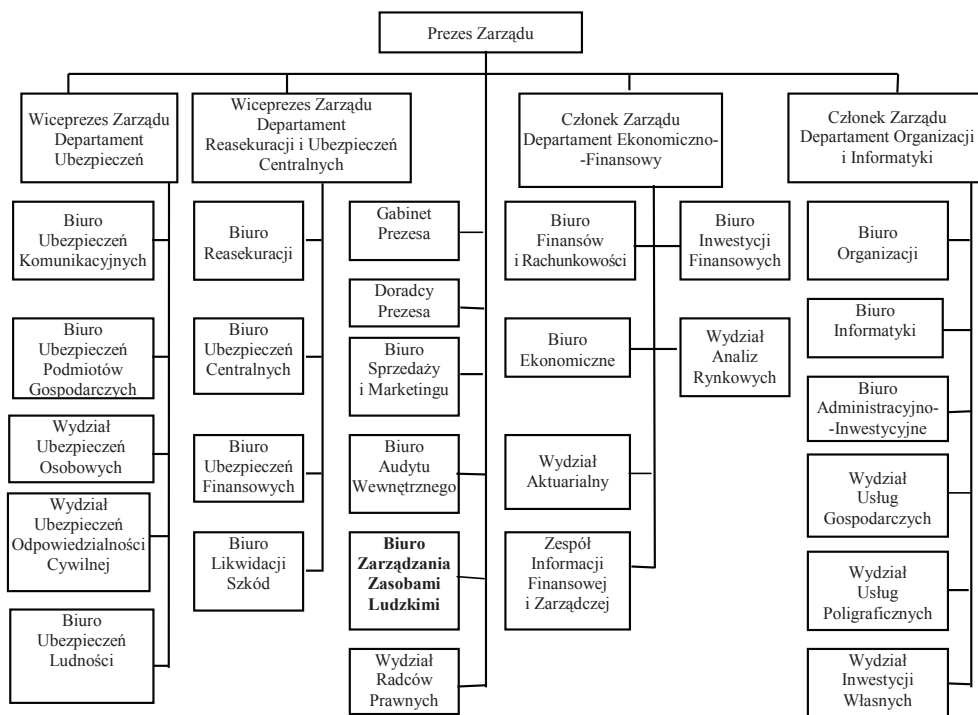 Prezes Zarządu
Wiceprezes Zarządu
Departament
Ubezpieczeń
Biuro
Ubezpieczeń
Komunikacyjnych
Biuro
Ubezpieczeń
Podmiotów
Gospodarczych
Wydział
Ubezpieczeń
Osobowych
Wydział
Ubezpieczeń
Odpowiedzialności
Cywilnej
Biuro
Ubezpieczeń
Ludności
Wiceprezes Zarządu
Departament
Reasekuracji i Ubezpieczeń
Centralnych
Biuro
Reasekuracji
Biuro
Ubezpieczeń
Centralnych
Biuro
Ubezpieczeń
Finansowych
Biuro
Likwidacji
Szkód
Gabinet
Prezesa
Doradcy
Prezesa
Biuro
Sprzedaży
i Marketingu
Biuro
Audytu
Wewnętrznego
Biuro
Zarządzania
Zasobami
Ludzkimi
Wydział
Radców
Prawnych
Członek Zarządu
Departament Ekonomiczno-
-Finansowy
Biuro
Finansów
i Rachunkowości
Biuro
Inwestycji
Finansowych
Biuro
Ekonomiczne
Wydział
Analiz
Rynkowych
Wydział
Aktuarialny
Zespół
Informacji
Finansowej
i Zarządczej
Członek Zarządu
Departament Organizacji
i Informatyki
Biuro
Organizacji
Biuro
Informatyki
Biuro
Administracyjno-
-Inwestycyjne
Wydział
Usług
Gospodarczych
Wydział
Usług
Poligraficznych
Wydział
Inwestycji
Własnych